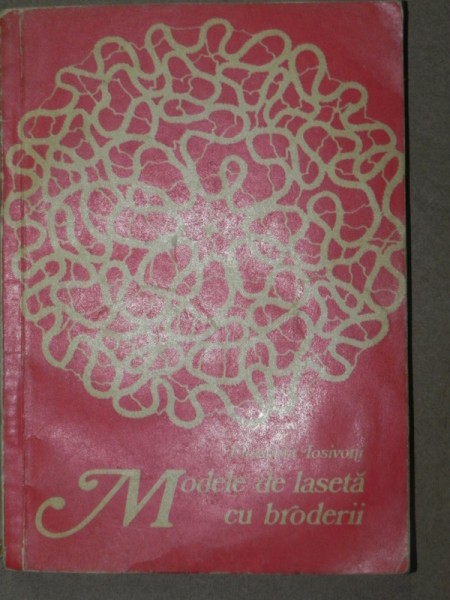 Iosivoni
Modele de lasetă
cu broderii